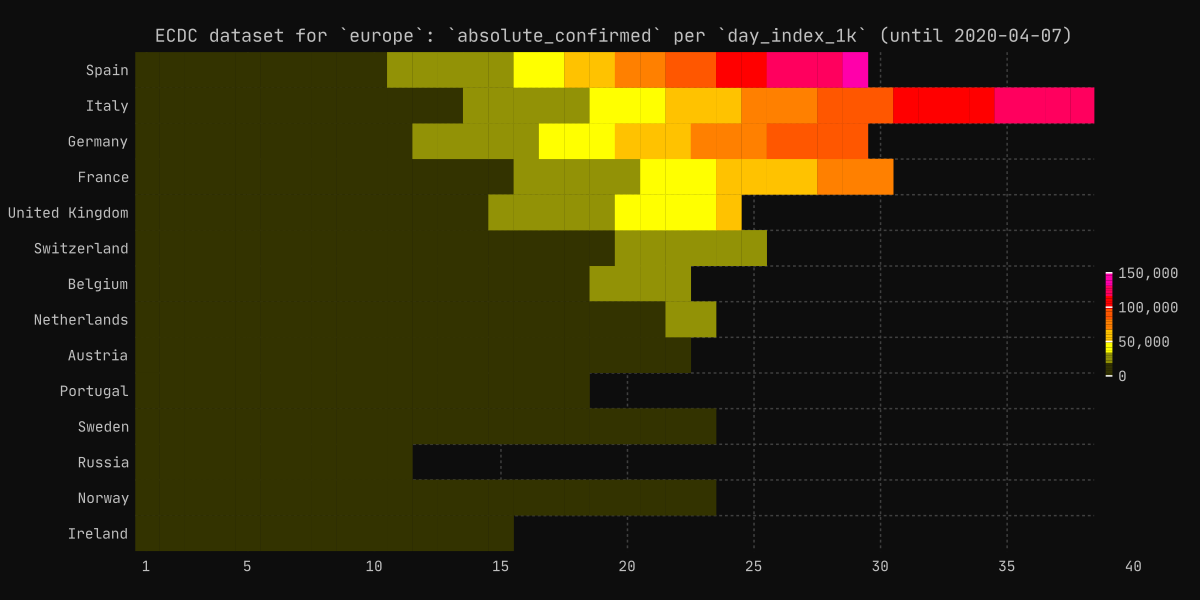 ECDC dataset for `europe`: `absolute_confirmed` per `day_index_1k` (until 2020-04-07)
Spain
Italy
Germany
France
United Kingdom
Switzerland
Belgium
Netherlands
Austria
Portugal
Sweden
Russia
Norway
Ireland
150,000
100,000
50,000
0
1 5 10 15 20 25 30 35 40